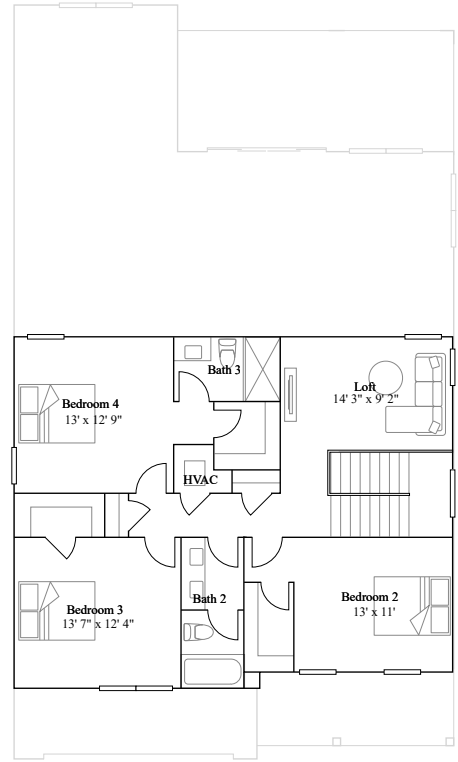 Bath 3
Loft
14' 3" x 9' 2"
Bedroom 4
13' x 12' 9"
HVAC
Bedroom 2
13' x 11'
Bath 2
Bedroom 3
13' 7" x 12' 4"